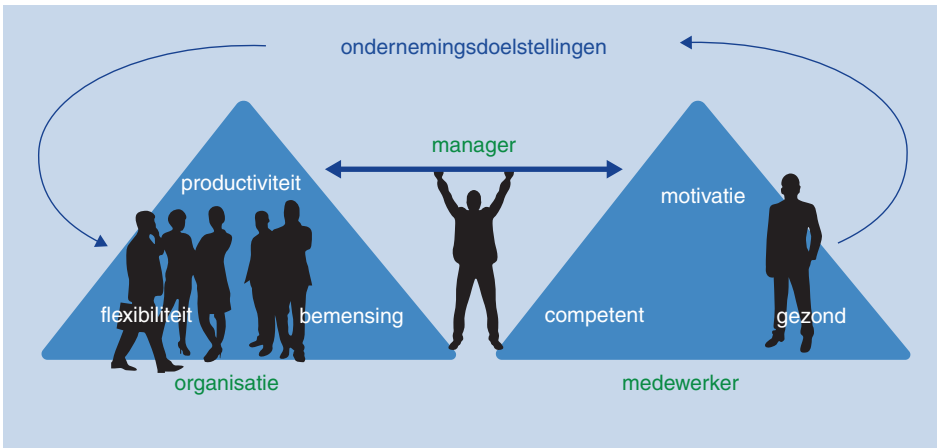 ondernemingsdoelstellingen
manager
productiviteit
motivatie
flexibiliteit
bemensing
competent
gezond
organisatie
medewerker